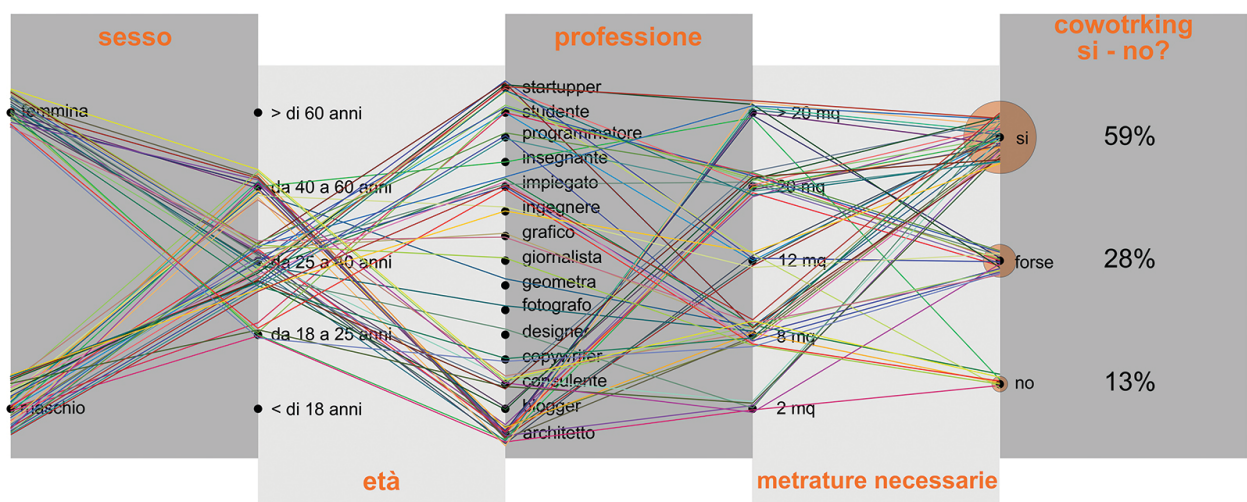 sesso
femmina
maschio
> di 60 anni
da 40 a 60 anni
da 25 a 40 anni
da 18 a 25 anni
< di 18 anni
età
professione
startupper
studente
programmatore
insegnante
impiegato
ingegnere
grafico
giornalista
geometra
fotografo
designer
copywriter
consulente
blogger
architetto
> 20 mq
20 mq
12 mq
8 mq
2 mq
metrature necessarie
cowotrking
si - no?
si
59%
forse
28%
no
13%